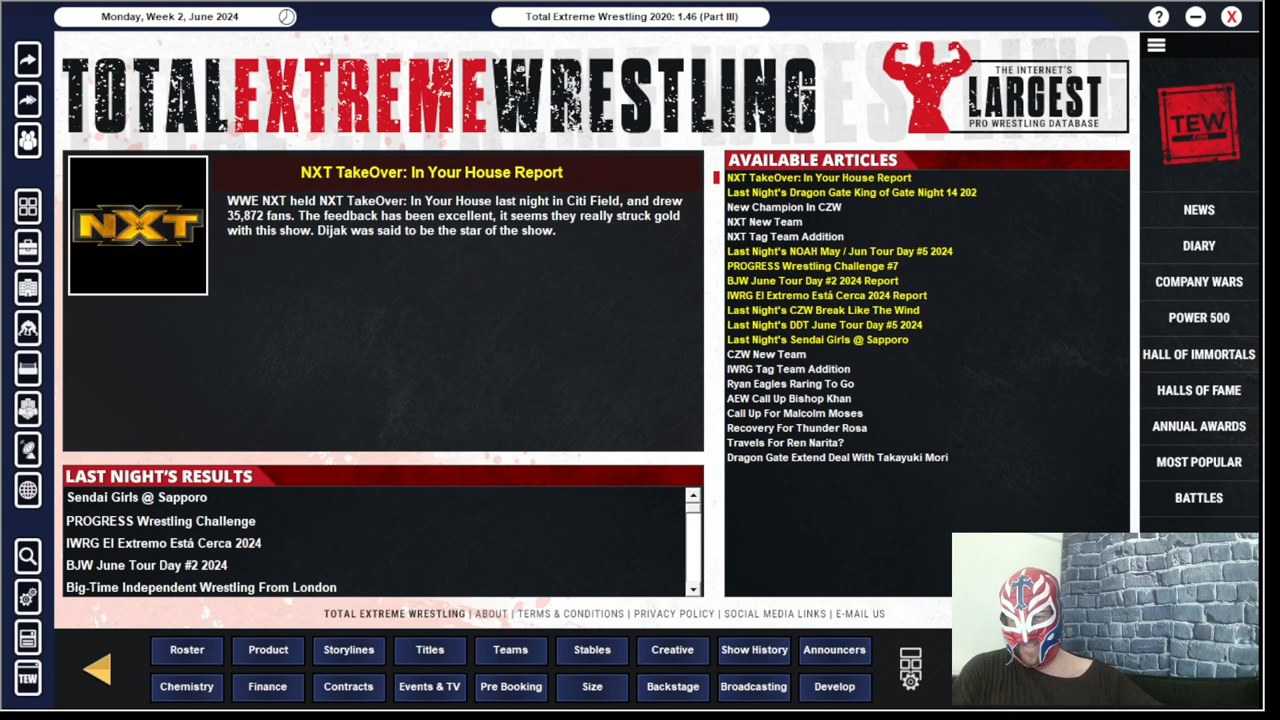 Monday, Week 2, June 2024
Total Extreme Wrestling 2020: 1.46 (Part III)
?
X
TOTALEXTREMEWRESTLING
THE INTERNET'S
LARGEST
PRO WRESTLING DATABASE
TEW
.COM
NXT TakeOver: In Your House Report
NXT
WWE NXT held NXT TakeOver: In Your House last night in Citi Field, and drew
35,872 fans. The feedback has been excellent, it seems they really struck gold
with this show. Dijak was said to be the star of the show.
AVAILABLE ARTICLES
NXT TakeOver: In Your House Report
Last Night's Dragon Gate King of Gate Night 14 202
New Champion In CZW
NXT New Team
NXT Tag Team Addition
Last Night's NOAH May / Jun Tour Day #5 2024
PROGRESS Wrestling Challenge #7
BJW June Tour Day #2 2024 Report
IWRG El Extremo Está Cerca 2024 Report
Last Night's CZW Break Like The Wind
Last Night's DDT June Tour Day #5 2024
Last Night's Sendai Girls @ Sapporo
CZW New Team
IWRG Tag Team Addition
Ryan Eagles Raring To Go
AEW Call Up Bishop Khan
Call Up For Malcolm Moses
Recovery For Thunder Rosa
Travels For Ren Narita?
Dragon Gate Extend Deal With Takayuki Mori
NEWS
DIARY
COMPANY WARS
POWER 500
HALL OF IMMORTALS
HALLS OF FAME
ANNUAL AWARDS
MOST POPULAR
BATTLES
LAST NIGHT'S RESULTS
Sendai Girls @ Sapporo
PROGRESS Wrestling Challenge
IWRG El Extremo Está Cerca 2024
BJW June Tour Day #2 2024
Big-Time Independent Wrestling From London
TOTAL EXTREME WRESTLING | ABOUT | TERMS & CONDITIONS | PRIVACY POLICY | SOCIAL MEDIA LINKS | E-MAIL US
Roster
Product
Storylines
Titles
Teams
Stables
Creative
Show History
Announcers
Chemistry
Finance
Contracts
Events & TV
Pre Booking
Size
Backstage
Broadcasting
Develop
TEW